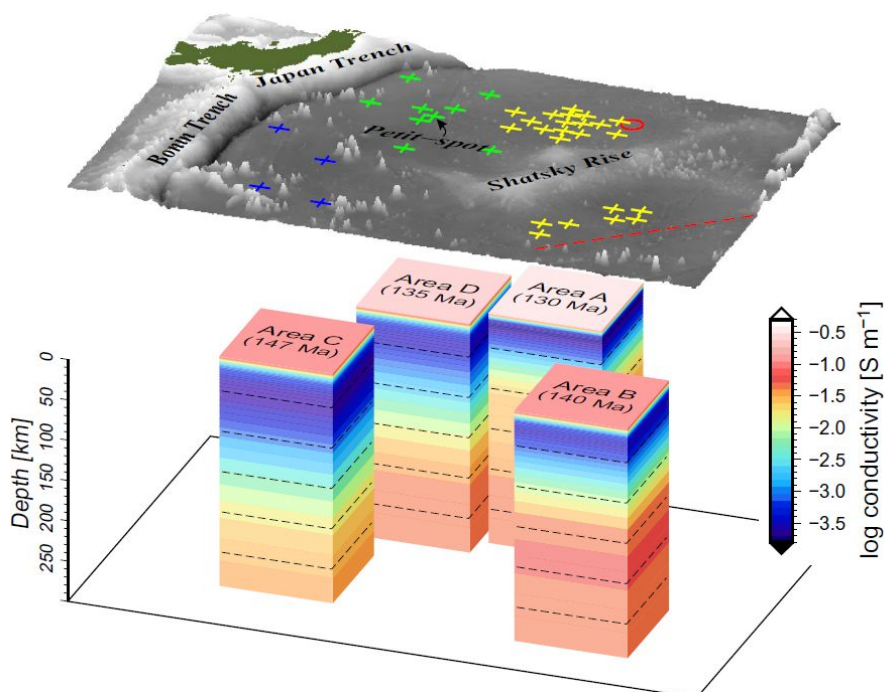 Japan Trench
Bonin Trench
Petit-spot
Shatsky Rise
Area D
(135 Ma)
Area A
(130 Ma)
Area C
(147 Ma)
Area B
(140 Ma)
Depth [km]
0
50
100
150
200
250
log conductivity [S m⁻¹]
−0.5
−1.0
−1.5
−2.0
−2.5
−3.0
−3.5